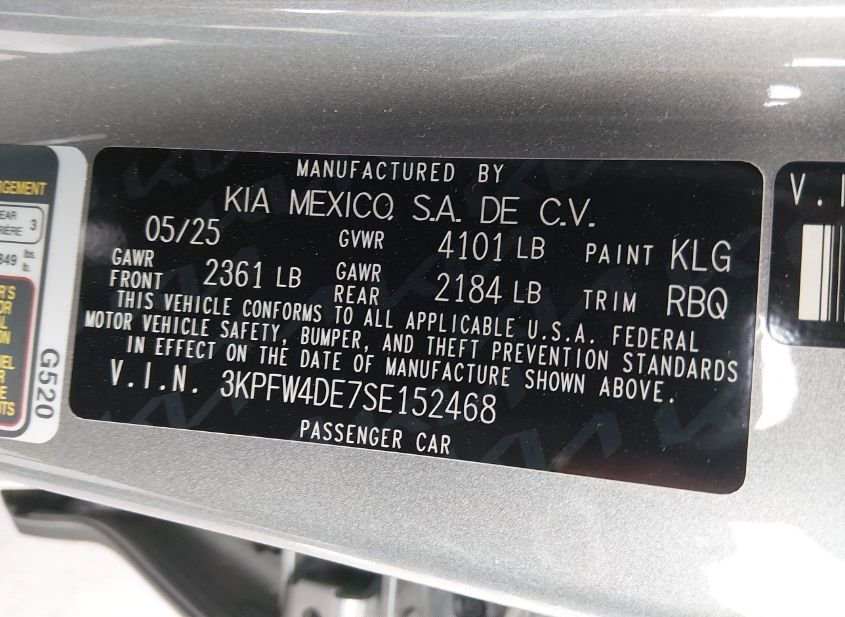 MANUFACTURED BY
KIA MEXICO, S.A. DE C.V.
05/25 GVWR 4101 LB PAINT KLG
GAWR FRONT 2361 LB GAWR REAR 2184 LB TRIM RBQ
THIS VEHICLE CONFORMS TO ALL APPLICABLE U.S.A. FEDERAL
MOTOR VEHICLE SAFETY, BUMPER, AND THEFT PREVENTION STANDARDS
IN EFFECT ON THE DATE OF MANUFACTURE SHOWN ABOVE.
V.I.N. 3KPFW4DE7SE152468
PASSENGER CAR
G520
3
lbs.
V.I